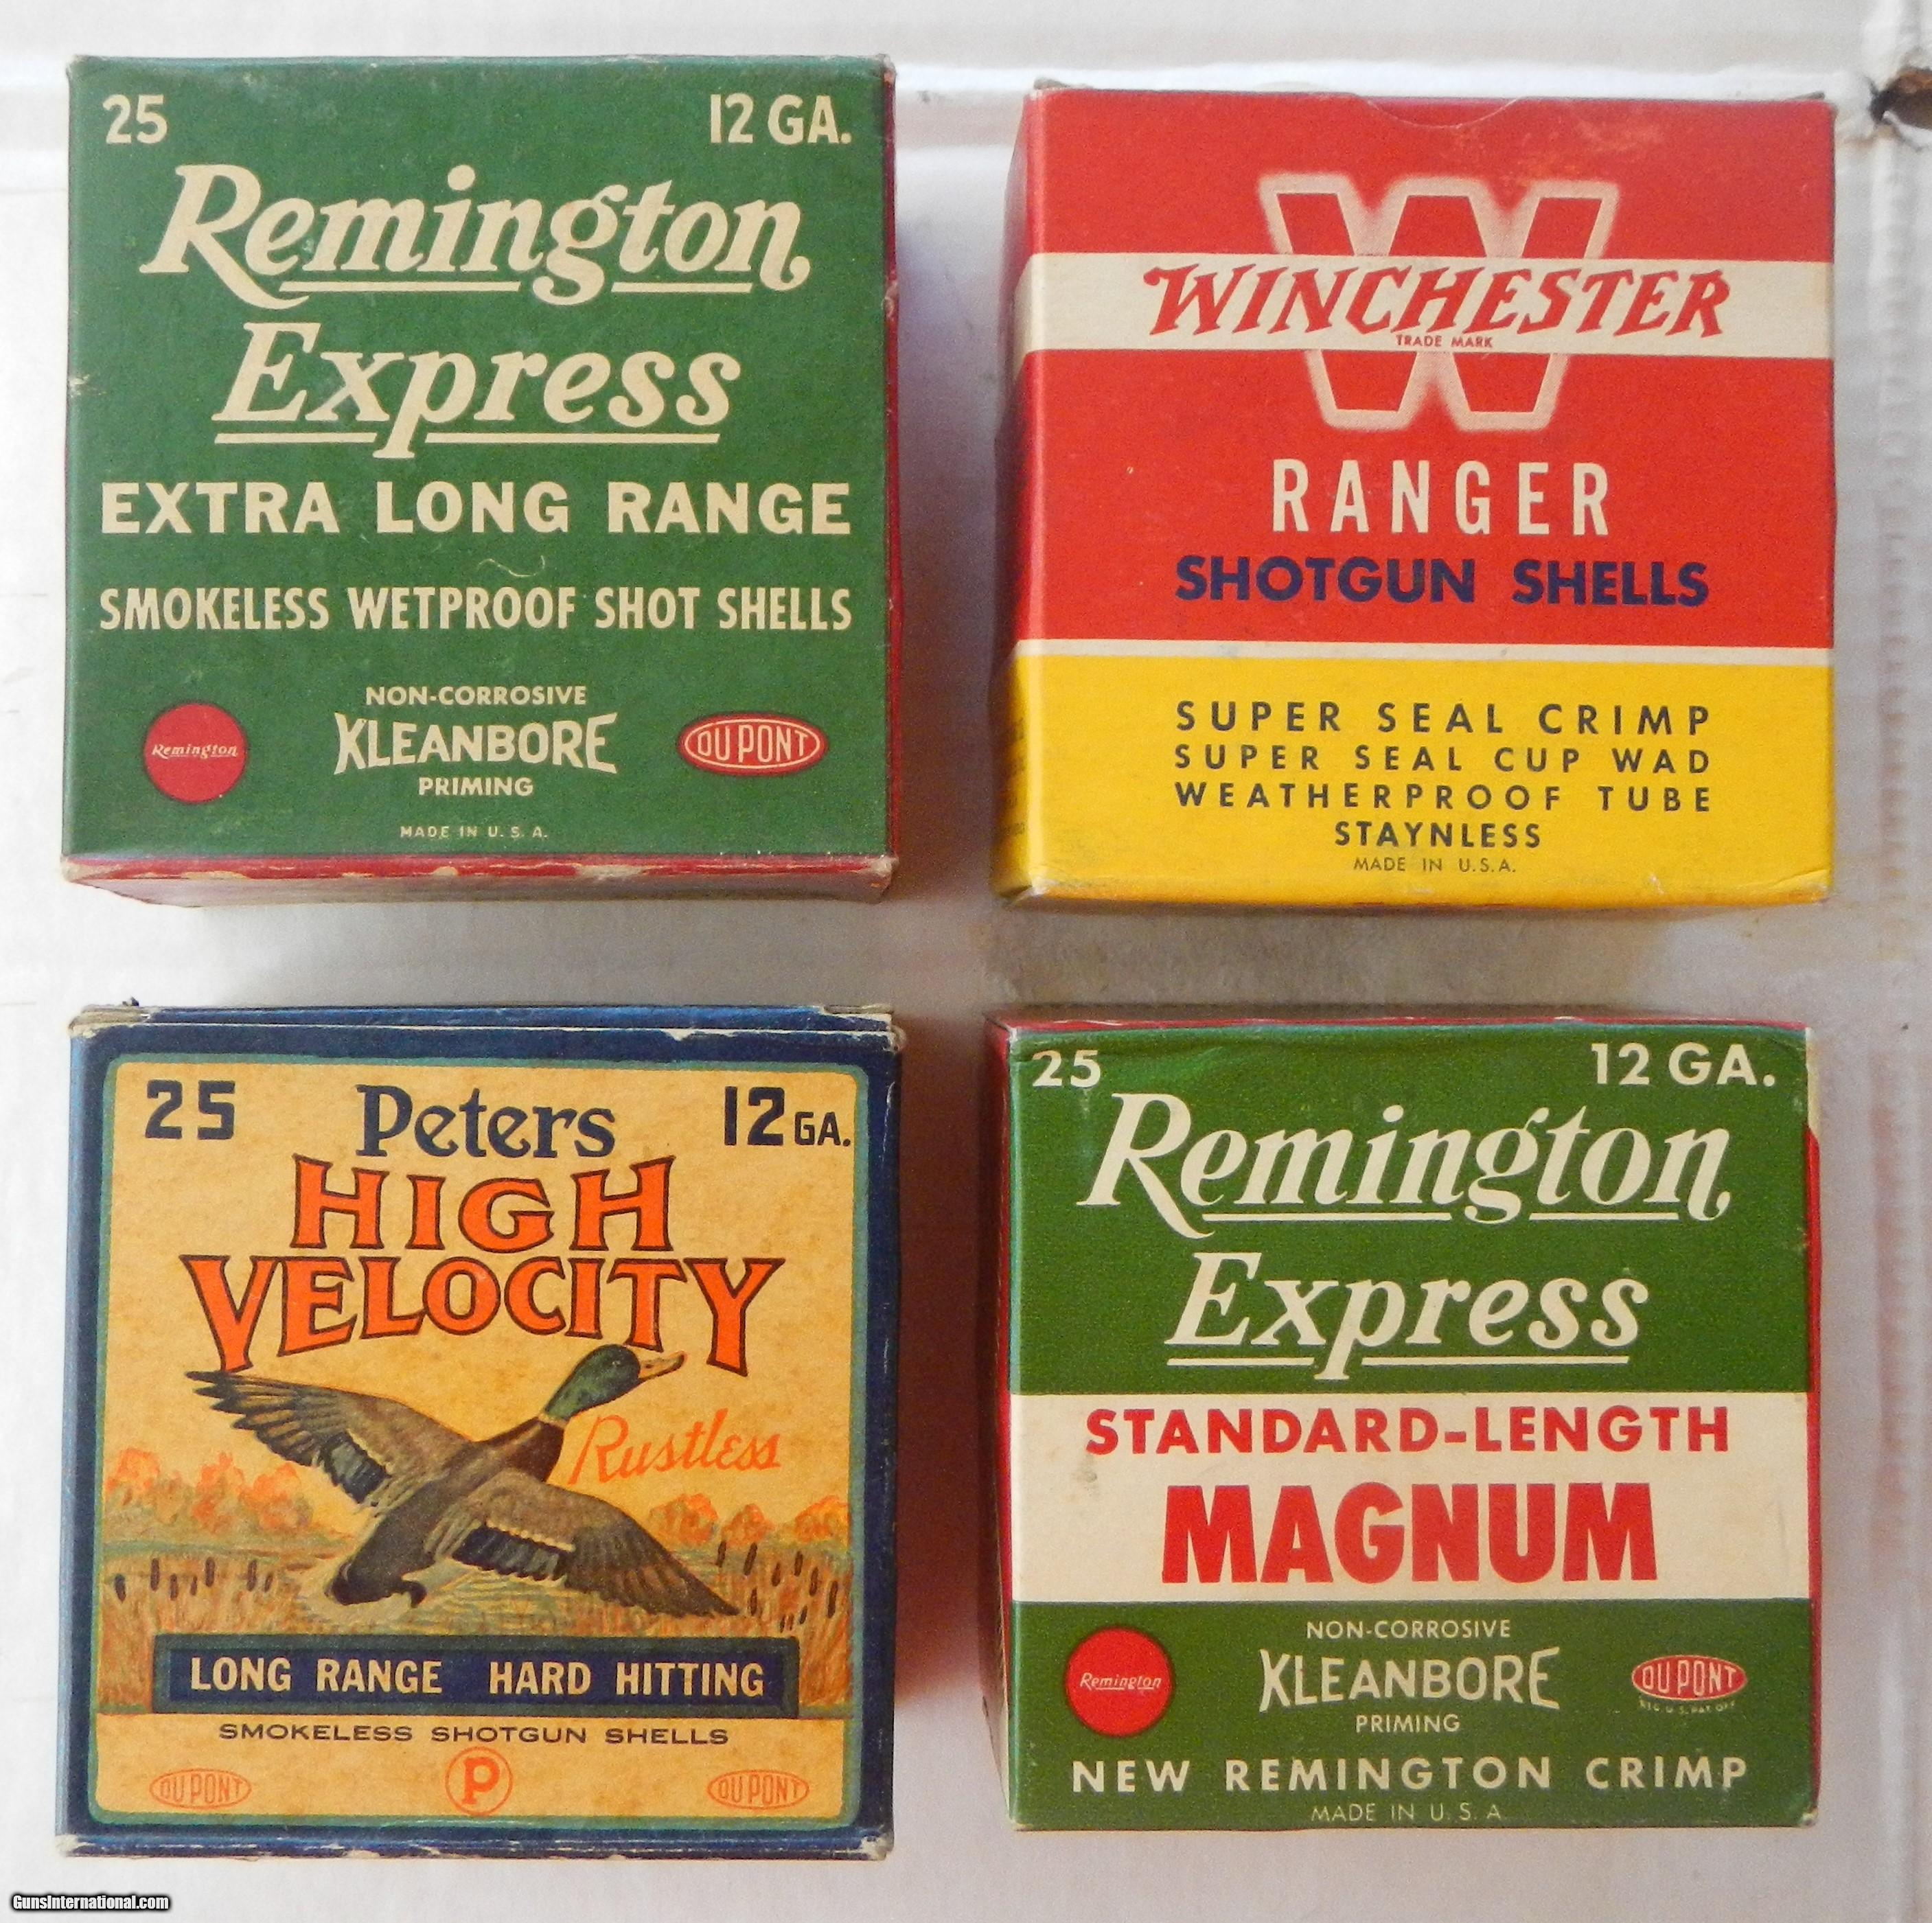 25 12 GA.
Remington
Express
EXTRA LONG RANGE
SMOKELESS WETPROOF SHOT SHELLS
Remington
NON-CORROSIVE
KLEANBORE
PRIMING
DU PONT
MADE IN U. S. A.
W
WINCHESTER
TRADE MARK
RANGER
SHOTGUN SHELLS
SUPER SEAL CRIMP
SUPER SEAL CUP WAD
WEATHERPROOF TUBE
STAYNLESS
MADE IN U.S.A.
25 Peters 12 GA.
HIGH
VELOCITY
Rustless
LONG RANGE HARD HITTING
SMOKELESS SHOTGUN SHELLS
DU PONT P DU PONT
25 12 GA.
Remington
Express
STANDARD-LENGTH
MAGNUM
Remington
NON-CORROSIVE
KLEANBORE
PRIMING
DU PONT
REG. U.S. PAT. OFF.
NEW REMINGTON CRIMP
MADE IN U. S. A.
GunsInternational.com